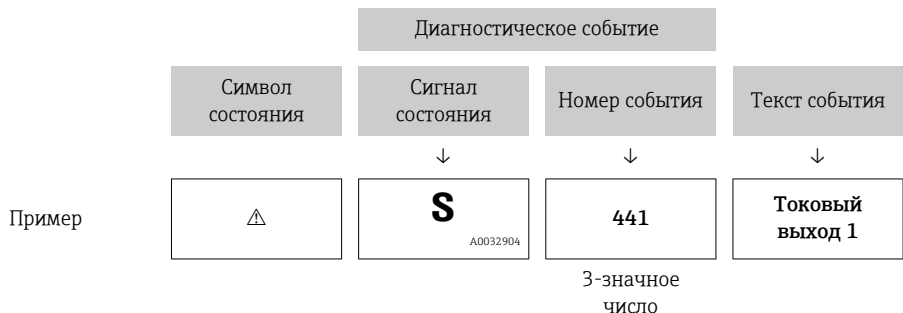 Диагностическое событие
Символ состояния
Сигнал состояния
Номер события
Текст события
↓ ↓ ↓
Пример
⚠
S
A0032904
441
Токовый выход 1
3-значное число